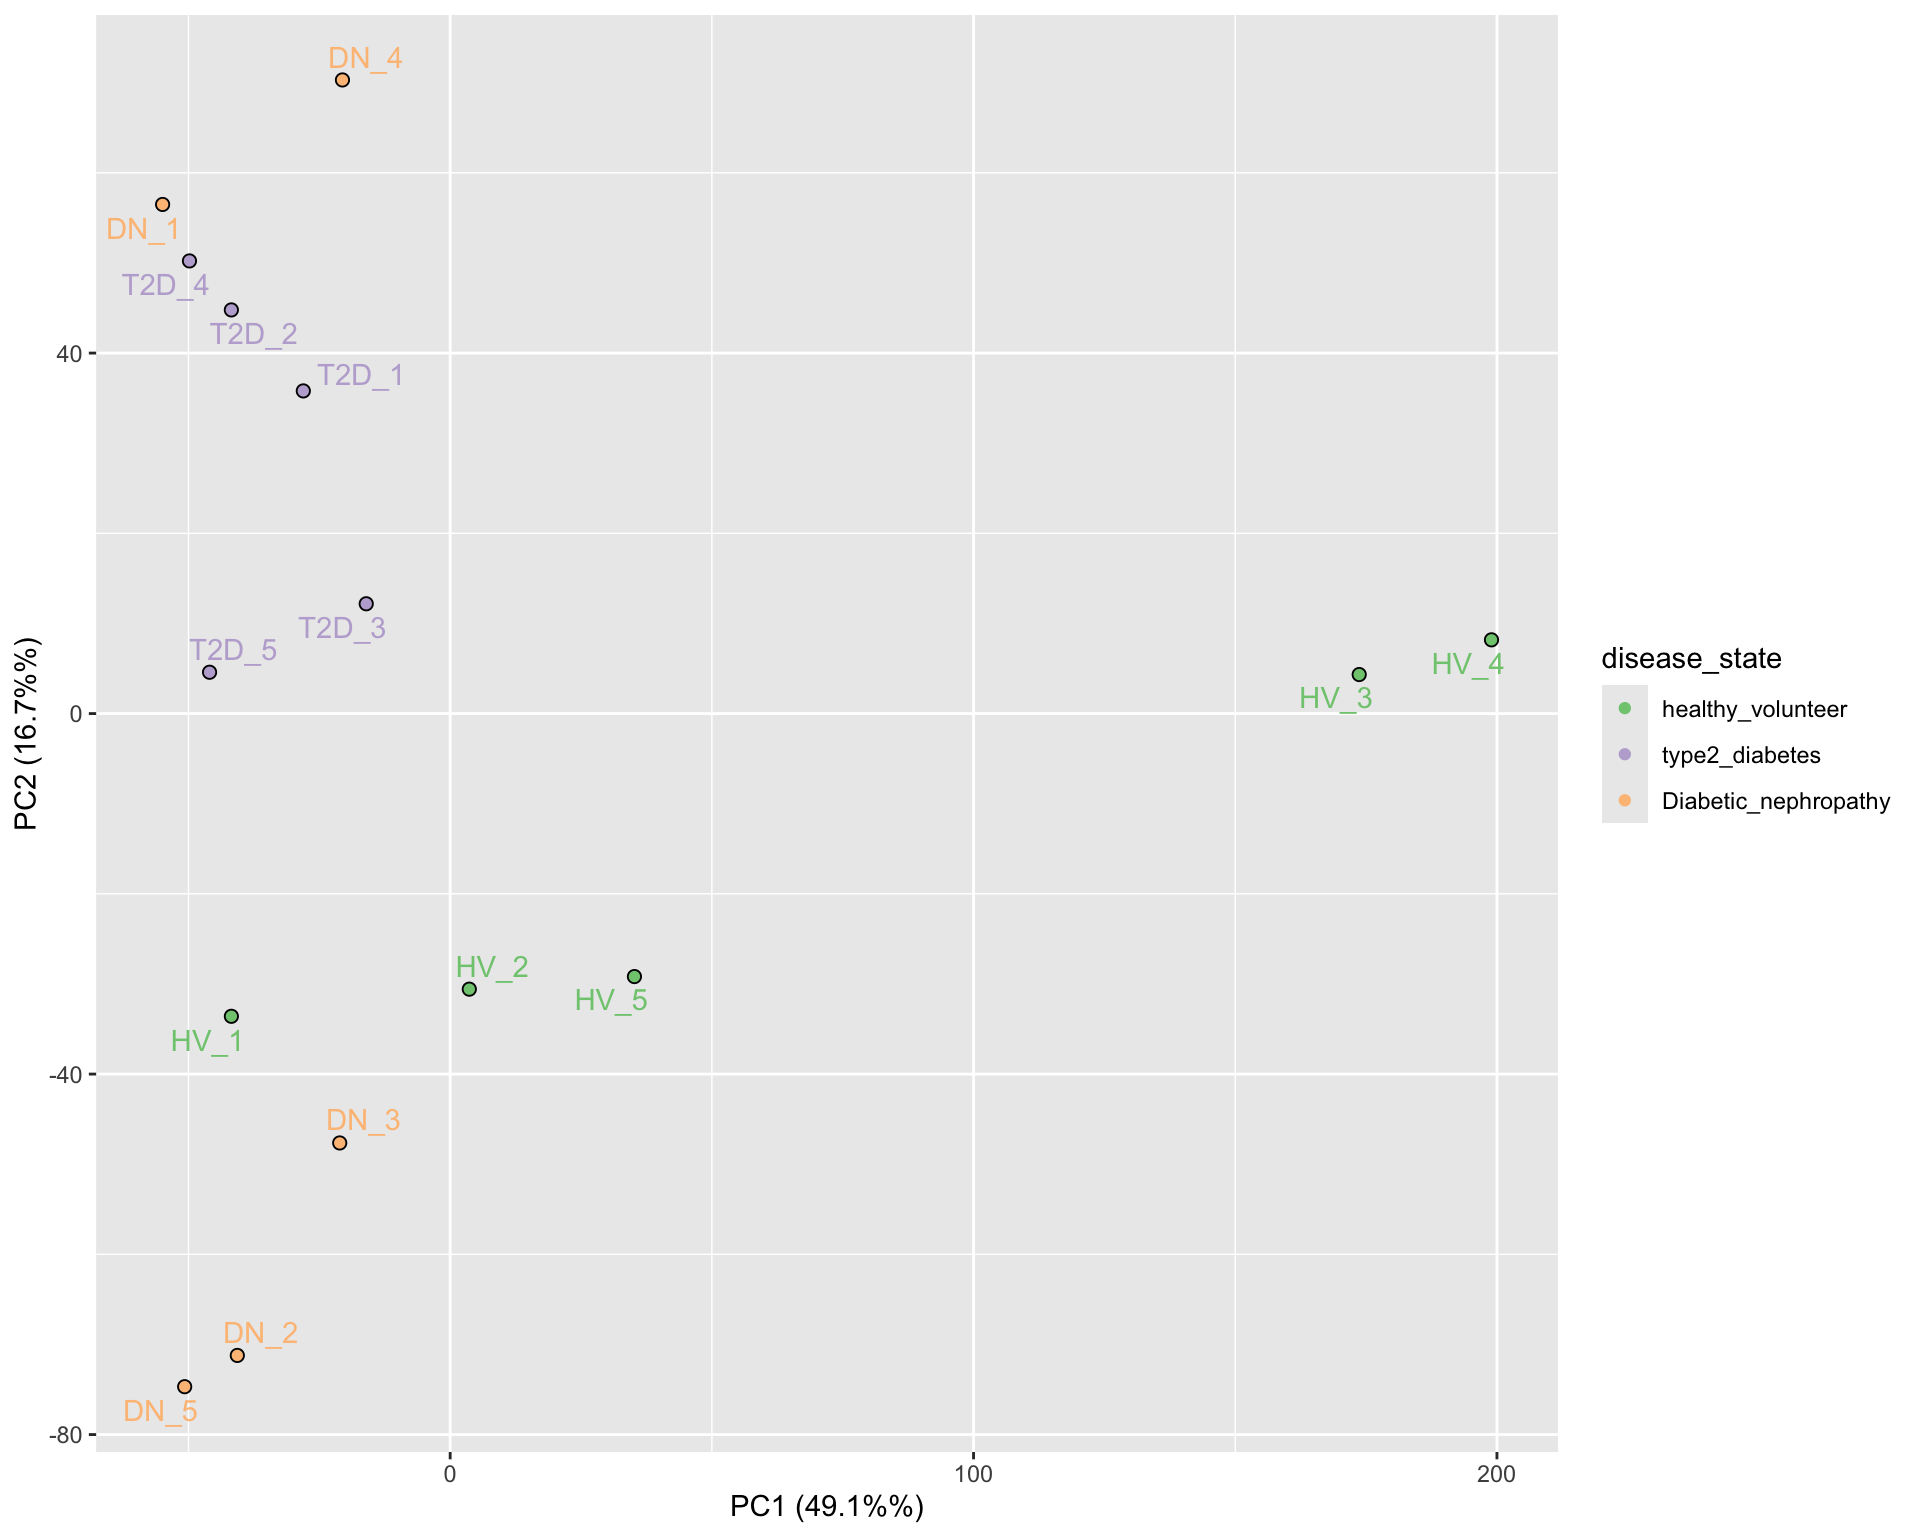 DN_4
DN_1
T2D_4
T2D_2
40
T2D_1
T2D_3
T2D_5
HV_4
HV_3
0
PC2 (16.7%%)
HV_2
HV_5
HV_1
-40
DN_3
DN_2
DN_5
-80
0
100
200
PC1 (49.1%%)
disease_state
healthy_volunteer
type2_diabetes
Diabetic_nephropathy